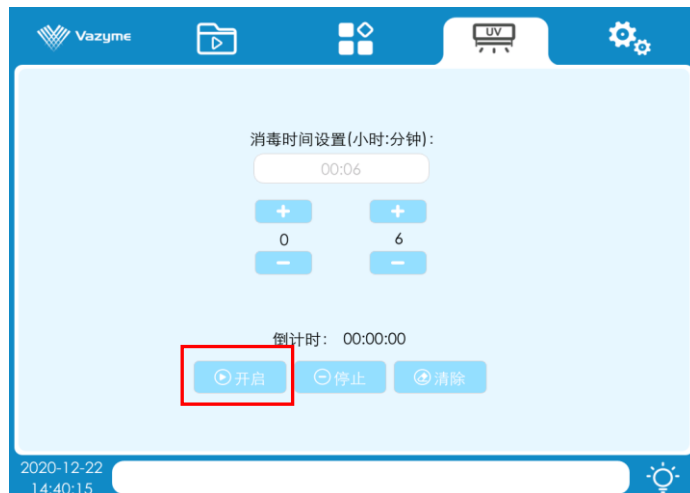 Vazyme
UV
消毒时间设置(小时:分钟):
00:06
0 6
倒计时: 00:00:00
开启 停止 清除
2020-12-22
14:40:15